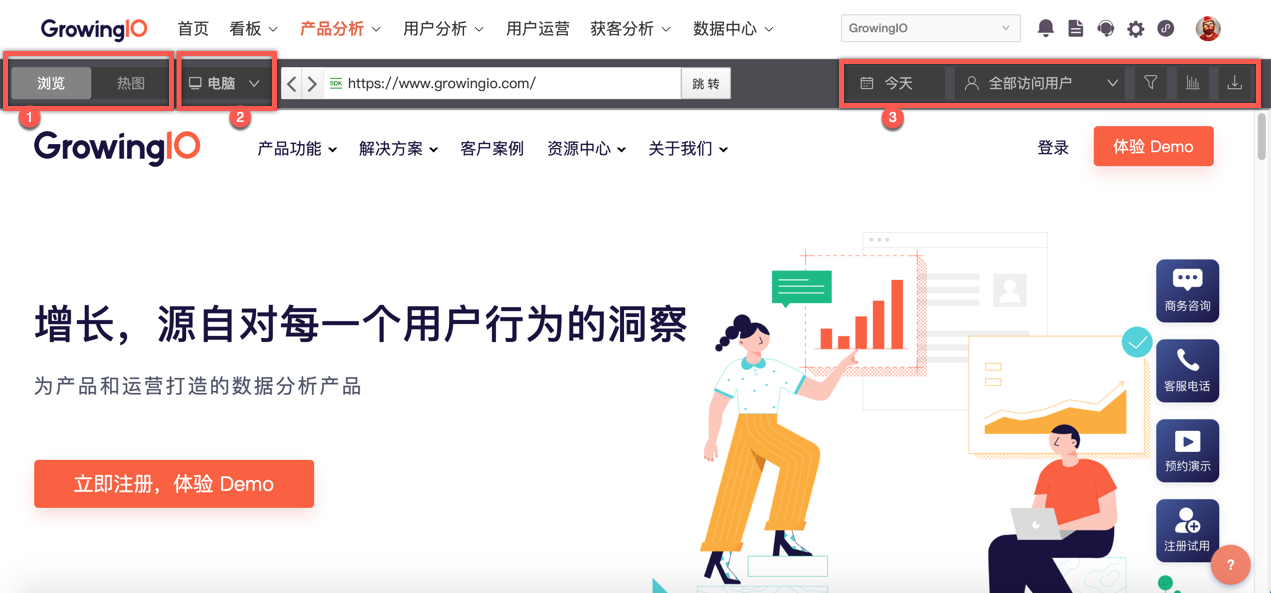 GrowingIO 首页 看板 产品分析 用户分析 用户运营 获客分析 数据中心 GrowingIO
浏览 热图 电脑 SDK https://www.growingio.com/ 跳 转 今天 全部访问用户
1 2 3
GrowingIO 产品功能 解决方案 客户案例 资源中心 关于我们 登录 体验 Demo
增长，源自对每一个用户行为的洞察
为产品和运营打造的数据分析产品
立即注册，体验 Demo
商务咨询
客服电话
预约演示
注册试用
?